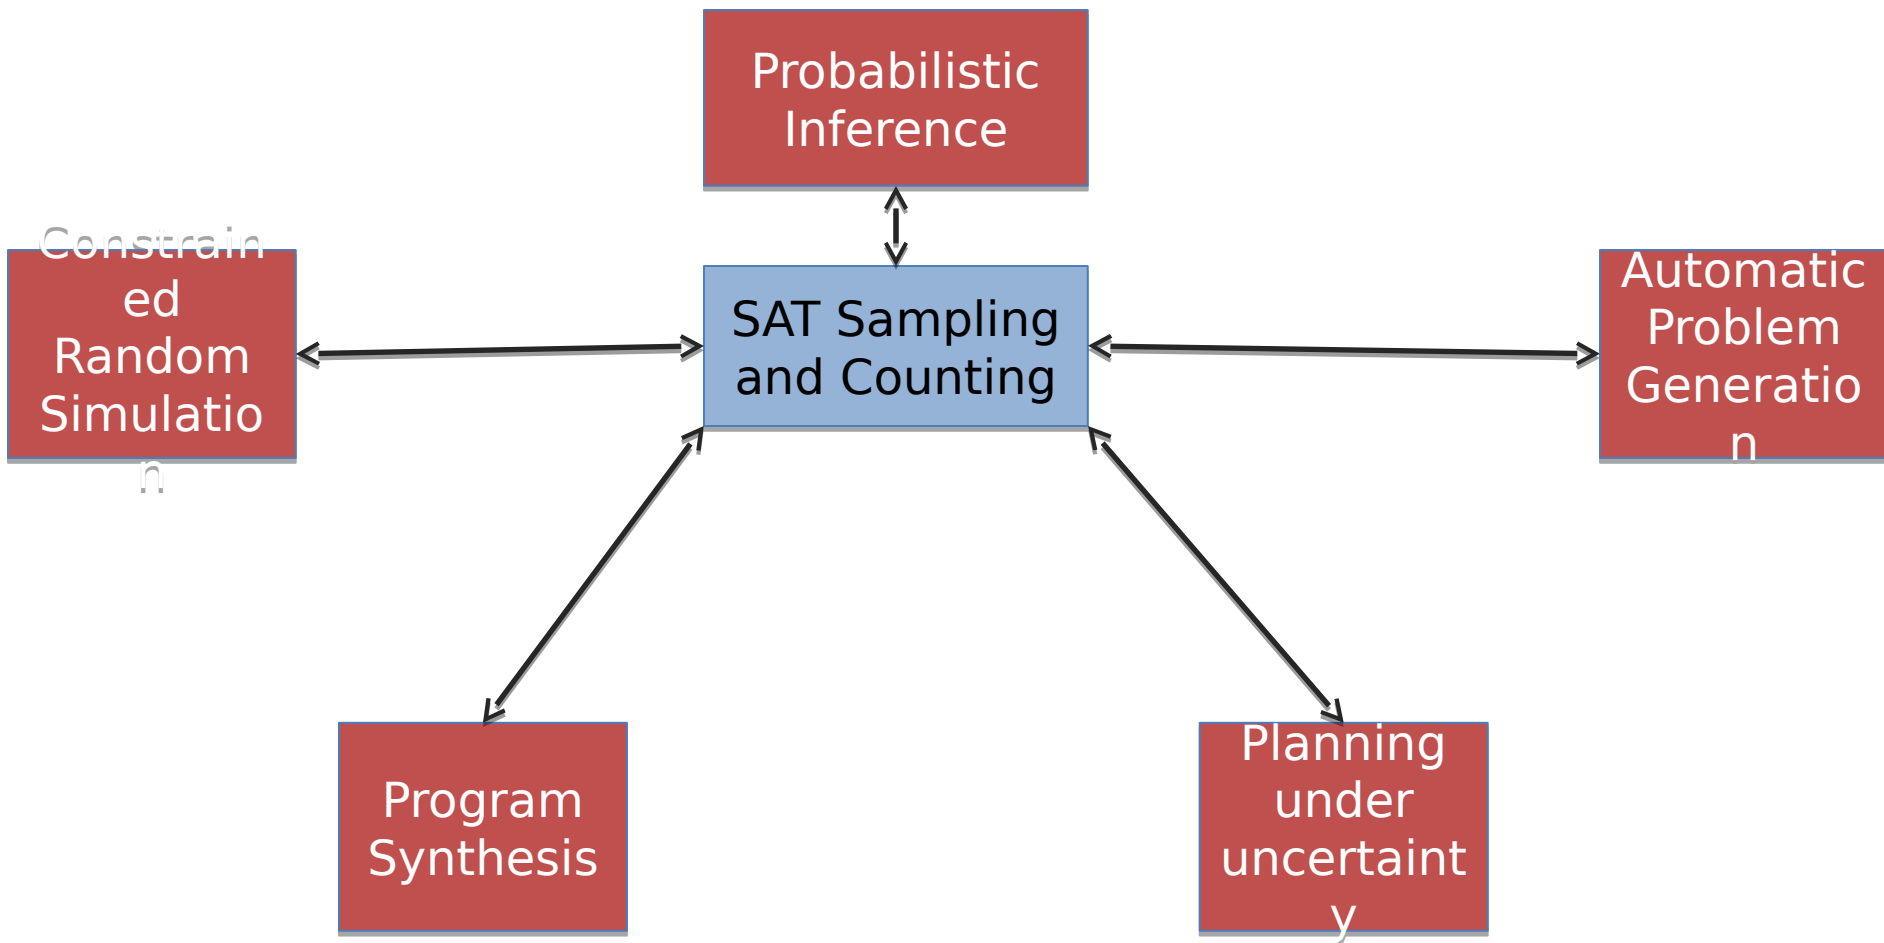 Probabilistic
Inference
Constrain
ed
Random
Simulatio
n
SAT Sampling
and Counting
Automatic
Problem
Generatio
n
Program
Synthesis
Planning
under
uncertaint
y